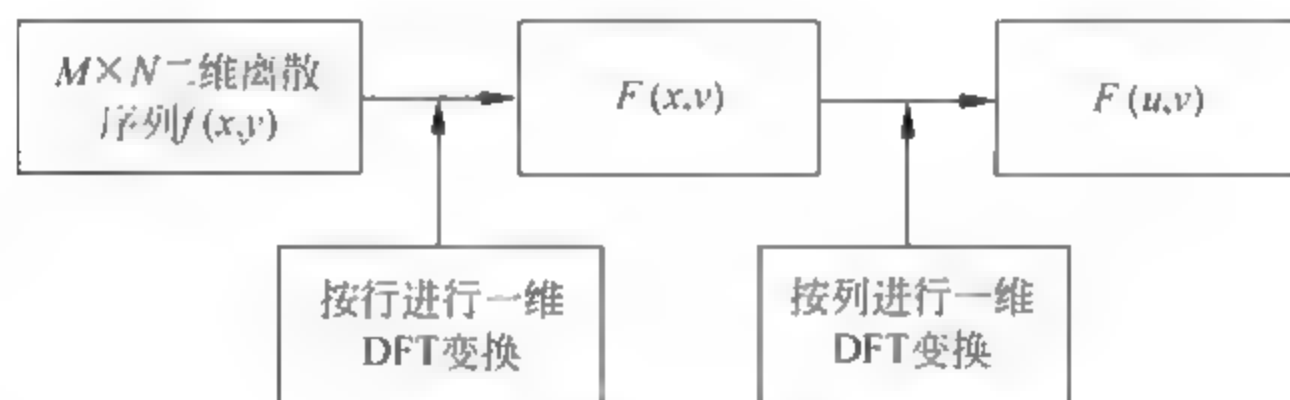 M×N二维离散
序列f(x,y)
F(x,v)
F(u,v)
按行进行一维
DFT变换
按列进行一维
DFT变换